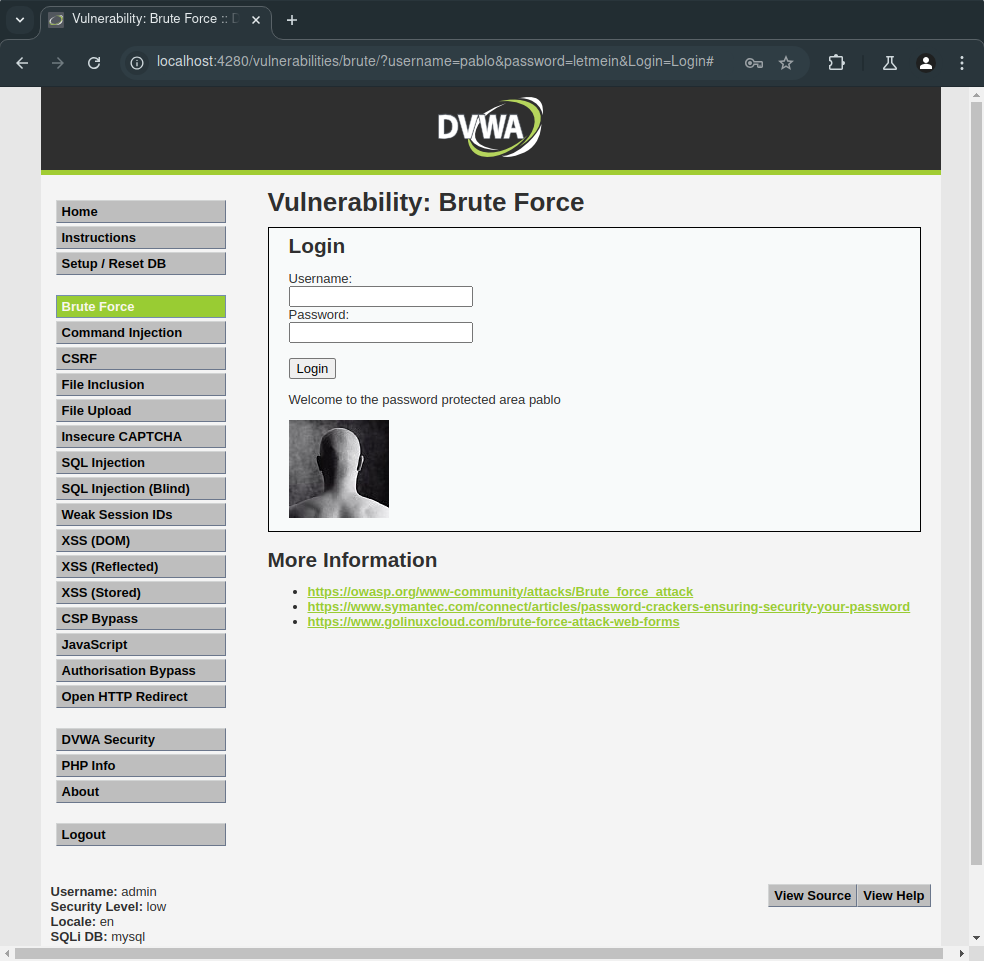 Vulnerability: Brute Force :: D
localhost:4280/vulnerabilities/brute/?username=pablo&password=letmein&Login=Login#
DVWA
Home
Instructions
Setup / Reset DB
Brute Force
Command Injection
CSRF
File Inclusion
File Upload
Insecure CAPTCHA
SQL Injection
SQL Injection (Blind)
Weak Session IDs
XSS (DOM)
XSS (Reflected)
XSS (Stored)
CSP Bypass
JavaScript
Authorisation Bypass
Open HTTP Redirect
DVWA Security
PHP Info
About
Logout
Vulnerability: Brute Force
Login
Username:
Password:
Login
Welcome to the password protected area pablo
More Information
https://owasp.org/www-community/attacks/Brute_force_attack
https://www.symantec.com/connect/articles/password-crackers-ensuring-security-your-password
https://www.golinuxcloud.com/brute-force-attack-web-forms
Username: admin
Security Level: low
Locale: en
SQLi DB: mysql
View Source View Help